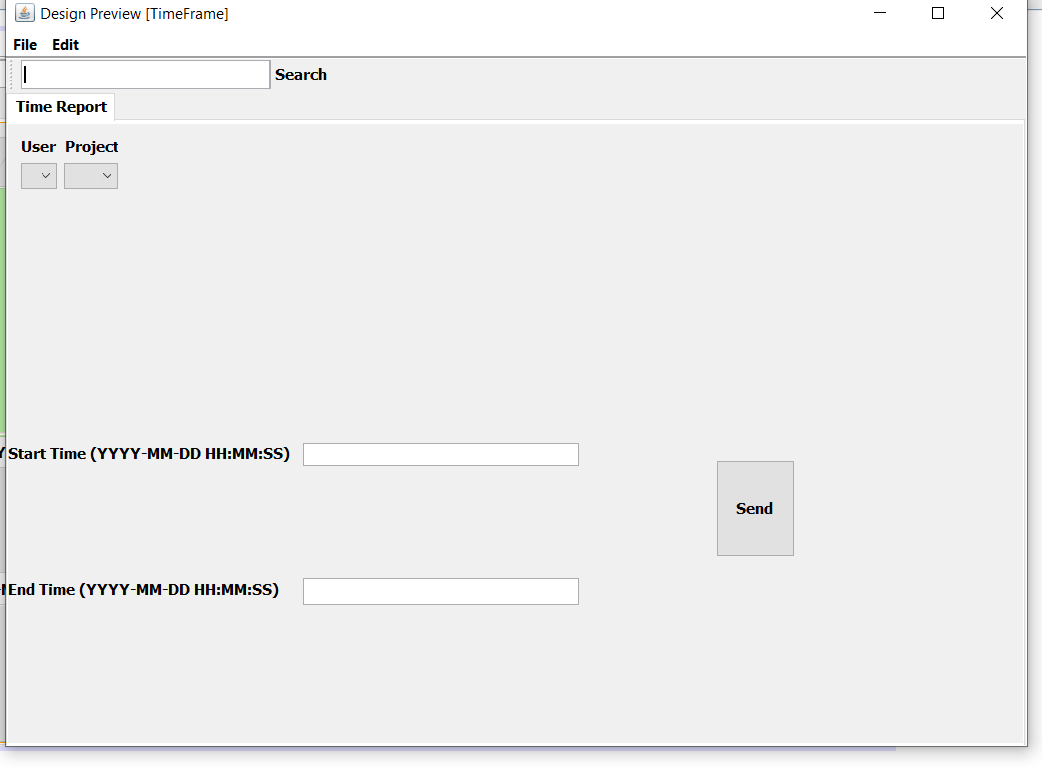 Design Preview [TimeFrame]
File Edit
Search
Time Report
User Project
Start Time (YYYY-MM-DD HH:MM:SS)
Send
End Time (YYYY-MM-DD HH:MM:SS)